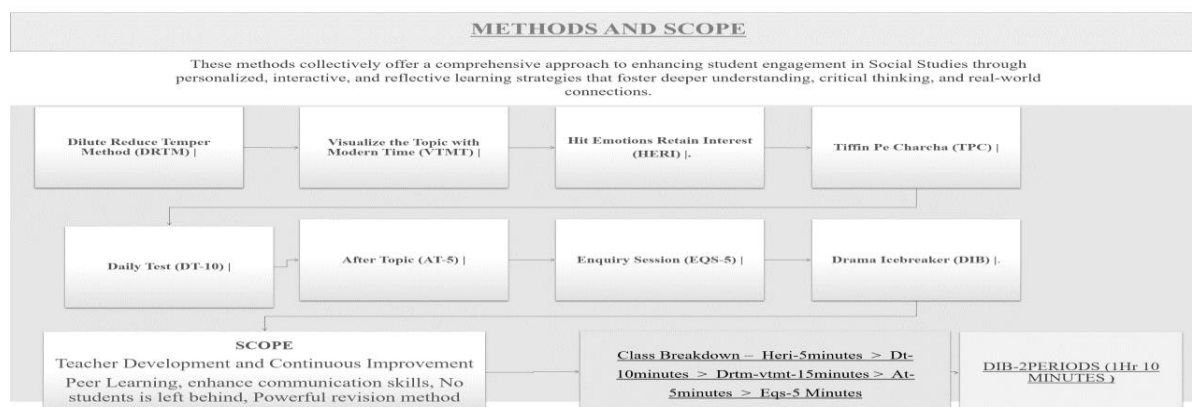 METHODS AND SCOPE
These methods collectively offer a comprehensive approach to enhancing student engagement in Social Studies through
personalized, interactive, and reflective learning strategies that foster deeper understanding, critical thinking, and real-world
connections.
Dilute Reduce Temper
Method (DRTM) |
Visualize the Topic with
Modern Time (VTMT) |
Hit Emotions Retain Interest
(HERI) |.
Tiffin Pe Charcha (TPC) |
Daily Test (DT-10) |
After Topic (AT-5) |
Enquiry Session (EQS-5) |
Drama Icebreaker (DIB) |.
SCOPE
Teacher Development and Continuous Improvement
Peer Learning, enhance communication skills, No
students is left behind, Powerful revision method
Class Breakdown – Heri-5minutes > Dt-
10minutes > Drtm-vtmt-15minutes > At-
5minutes > Eqs-5 Minutes
DIB-2PERIODS (1Hr 10
MINUTES )